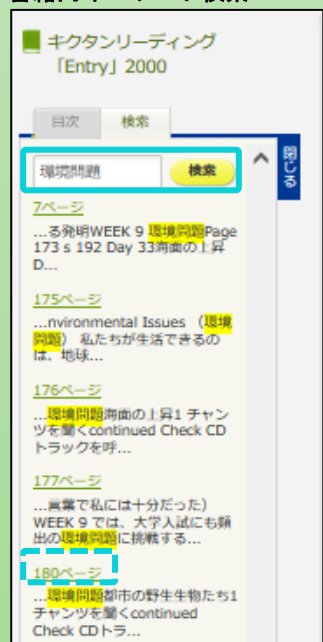 キクタンリーディング
「Entry」2000
目次 検索
環境問題 検索
閉じる
7ページ
...る発明WEEK 9 環境問題Page
173 s 192 Day 33海面の上昇
D...
175ページ
...nvironmental Issues （環境
問題） 私たちが生活できるの
は、地球...
176ページ
...環境問題海面の上昇1 チャン
ツを聞くcontinued Check CD
トラックを呼...
177ページ
...言葉で私には十分だった）
WEEK 9 では、大学入試にも頻
出の環境問題に挑戦する...
180ページ
...環境問題都市の野生生物たち1
チャンツを聞くcontinued
Check CDトラ...